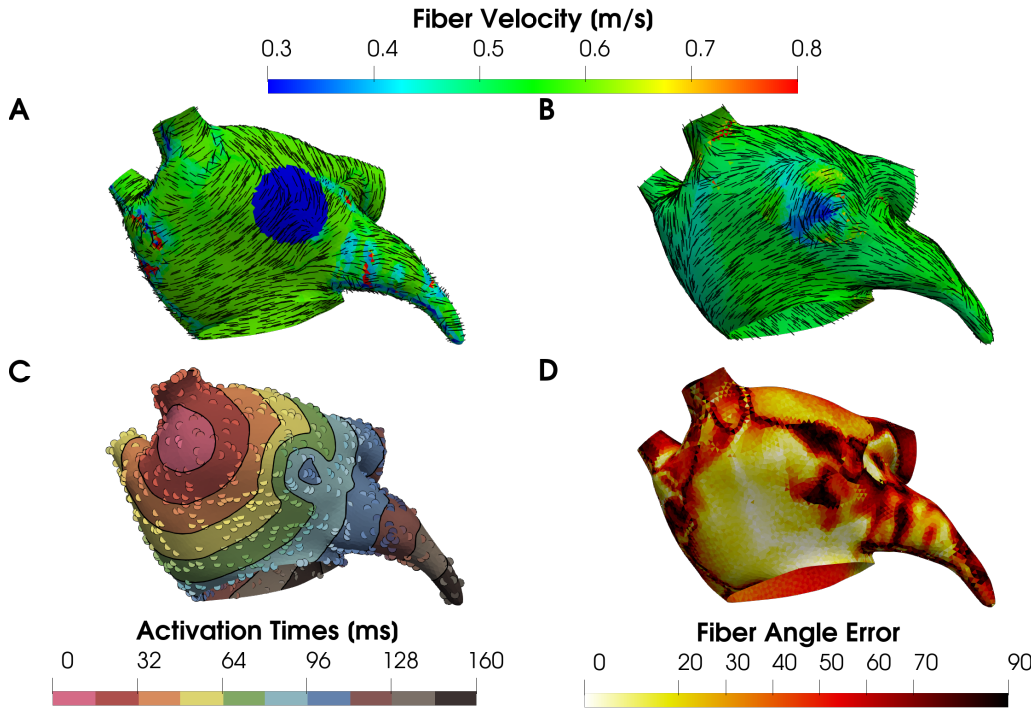 Fiber Velocity (m/s)
0.3 0.4 0.5 0.6 0.7 0.8
A B
C D
Activation Times (ms)
0 32 64 96 128 160
Fiber Angle Error
0 20 30 40 50 60 70 90